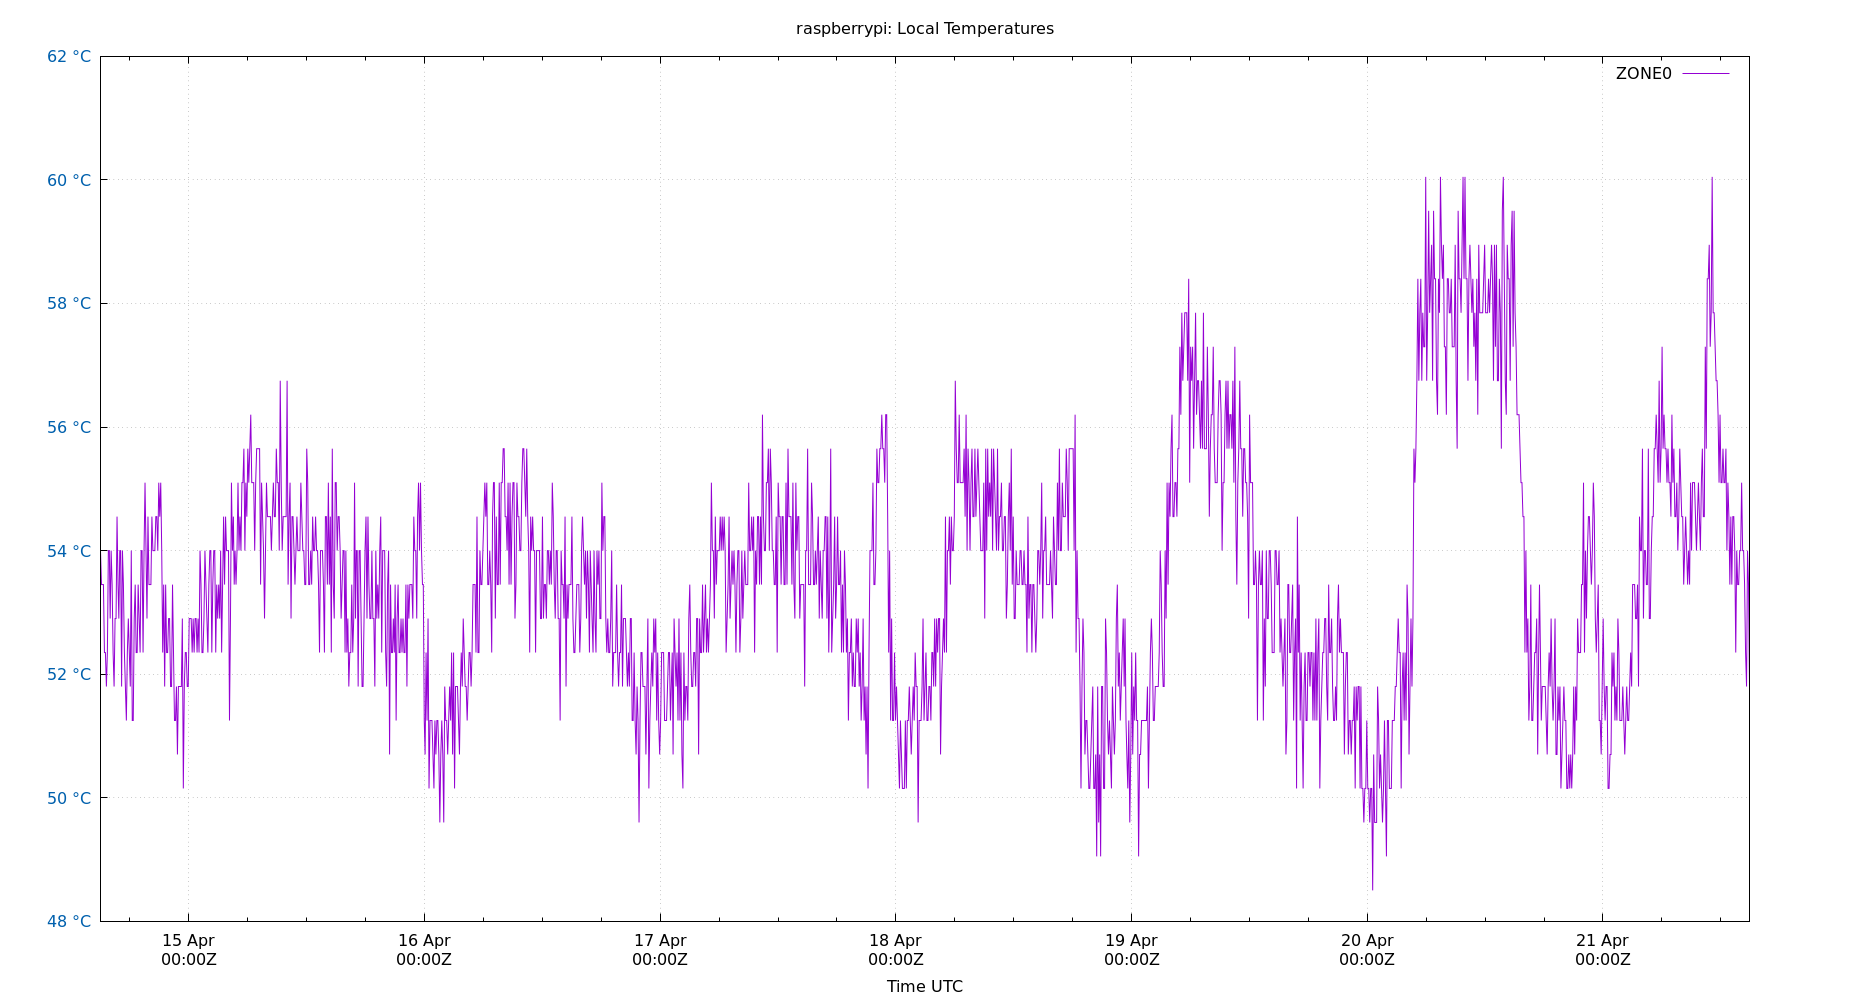 raspberrypi: Local Temperatures
62 °C
ZONE0
60 °C
58 °C
56 °C
54 °C
52 °C
50 °C
48 °C
15 Apr 16 Apr 17 Apr 18 Apr 19 Apr 20 Apr 21 Apr
00:00Z 00:00Z 00:00Z 00:00Z 00:00Z 00:00Z 00:00Z
Time UTC